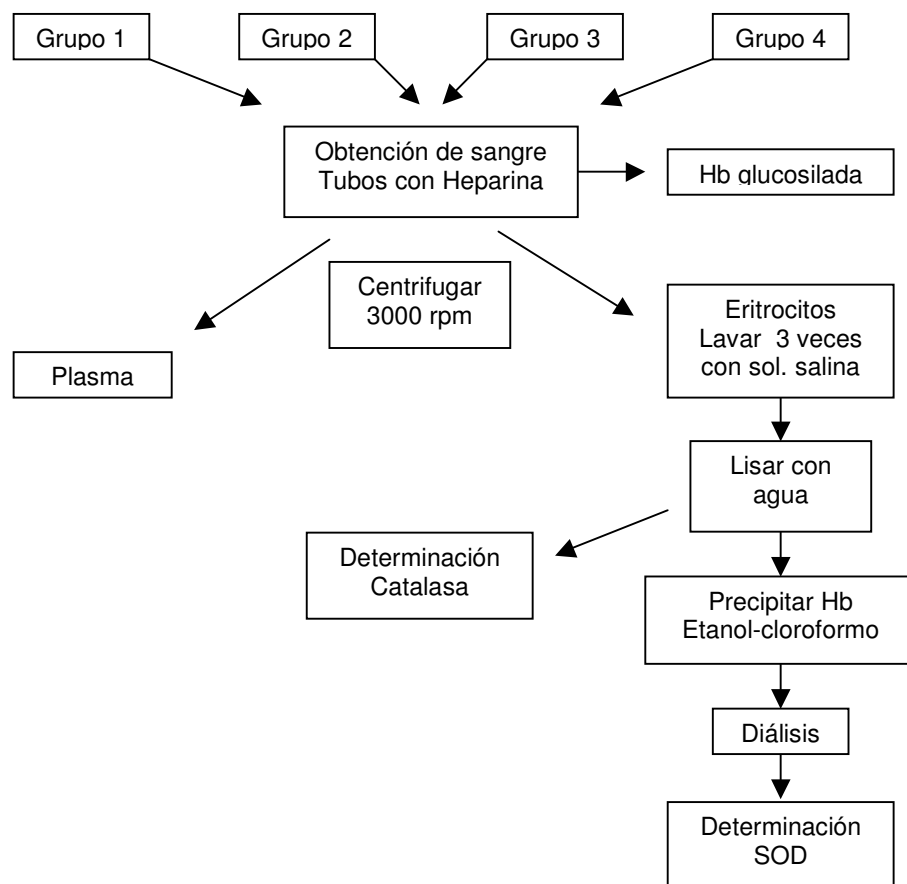 Grupo 1
Grupo 2
Grupo 3
Grupo 4
Obtención de sangre
Tubos con Heparina
Hb glucosilada
Centrifugar
3000 rpm
Eritrocitos
Lavar 3 veces
con sol. salina
Plasma
Lisar con
agua
Determinación
Catalasa
Precipitar Hb
Etanol-cloroformo
Diálisis
Determinación
SOD